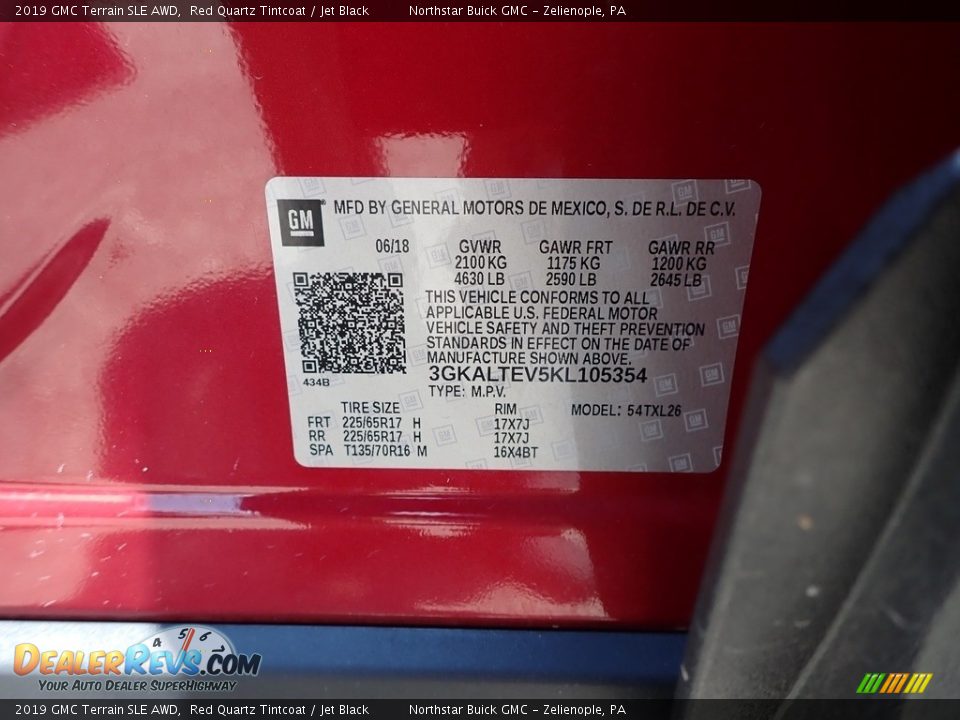 2019 GMC Terrain SLE AWD, Red Quartz Tintcoat / Jet Black Northstar Buick GMC - Zelienople, PA
GM MFD BY GENERAL MOTORS DE MEXICO, S. DE R.L. DE C.V.
06/18 GVWR GAWR FRT GAWR RR
2100 KG 1175 KG 1200 KG
4630 LB 2590 LB 2645 LB
THIS VEHICLE CONFORMS TO ALL
APPLICABLE U.S. FEDERAL MOTOR
VEHICLE SAFETY AND THEFT PREVENTION
STANDARDS IN EFFECT ON THE DATE OF
MANUFACTURE SHOWN ABOVE.
3GKALTEV5KL105354
434B
TYPE: M.P.V.
TIRE SIZE RIM MODEL: 54TXL26
FRT 225/65R17 H 17X7J
RR 225/65R17 H 17X7J
SPA T135/70R16 M 16X4BT
4 5 6
DEALERREVS.COM
YOUR AUTO DEALER SUPERHIGHWAY
2019 GMC Terrain SLE AWD, Red Quartz Tintcoat / Jet Black Northstar Buick GMC - Zelienople, PA